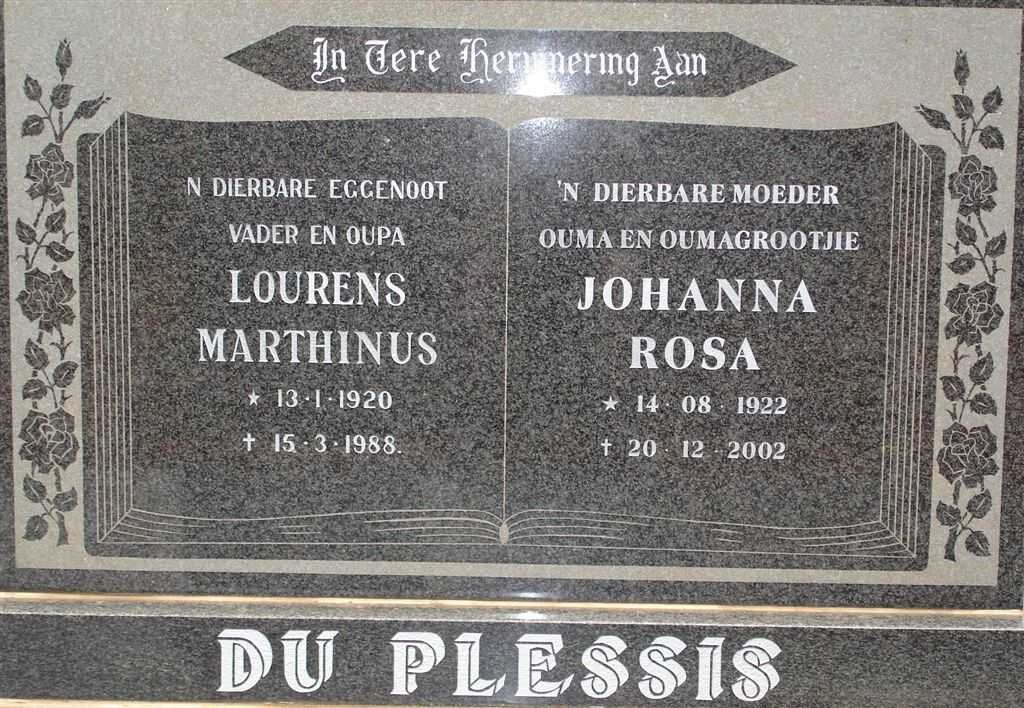 In Tere Herinnering Aan
N DIERBARE EGGENOOT
VADER EN OUPA
LOURENS
MARTHINUS
★ 13·1·1920
✝ 15·3·1988.
'N DIERBARE MOEDER
OUMA EN OUMAGROOTJIE
JOHANNA
ROSA
★ 14·08·1922
✝ 20·12·2002
DU PLESSIS